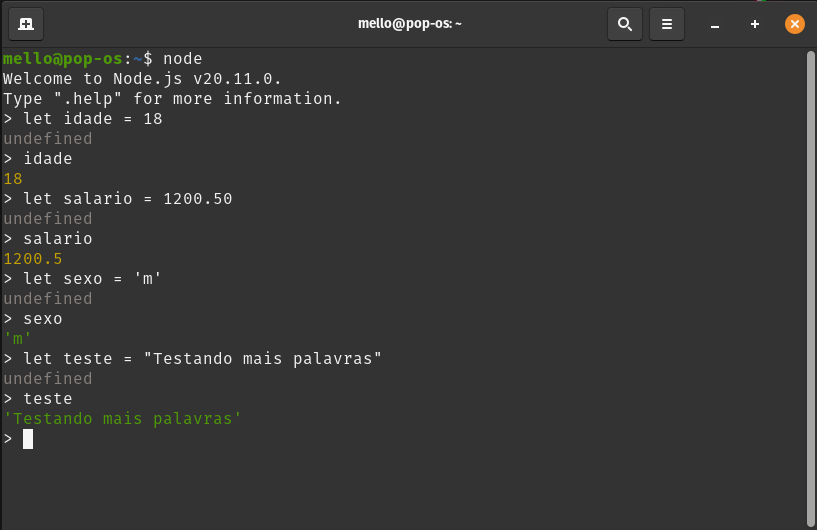 mello@pop-os: ~
mello@pop-os:~$ node
Welcome to Node.js v20.11.0.
Type ".help" for more information.
> let idade = 18
undefined
> idade
18
> let salario = 1200.50
undefined
> salario
1200.5
> let sexo = 'm'
undefined
> sexo
'm'
> let teste = "Testando mais palavras"
undefined
> teste
'Testando mais palavras'
>